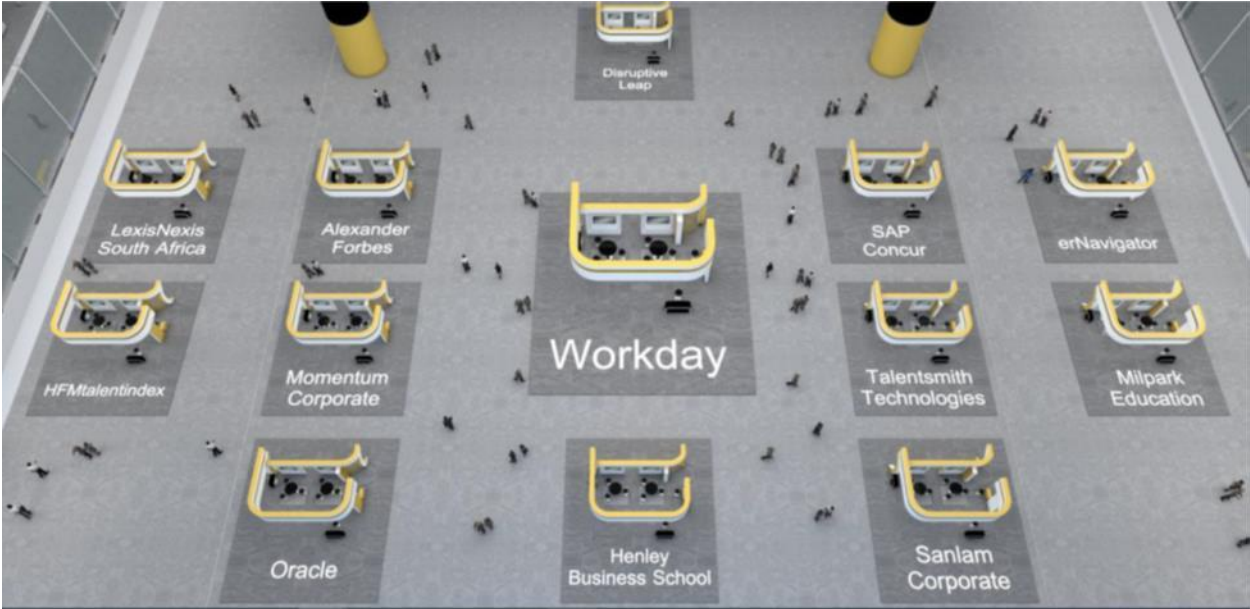 Disruptive
Leap
LexisNexis
South Africa
Alexander
Forbes
SAP
Concur
erNavigator
Workday
HFMtalentindex
Momentum
Corporate
Talentsmith
Technologies
Milpark
Education
Oracle
Henley
Business School
Sanlam
Corporate